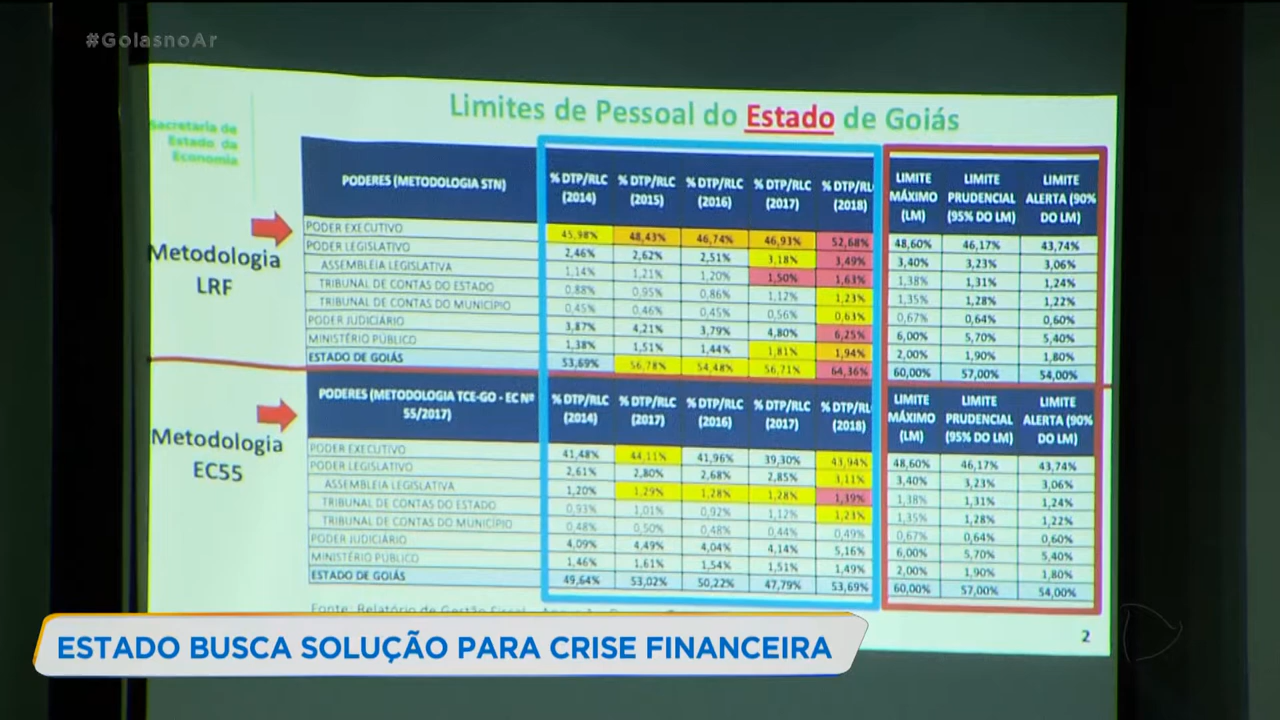 #GoiásnoAr
Limites de Pessoal do Estado de Goiás
Secretaria de
Estado da
Economia
Metodologia
LRF
PODERES (METODOLOGIA STN) % DTP/RLC (2014) % DTP/RLC (2015) % DTP/RLC (2016) % DTP/RLC (2017) % DTP/RL (2018) LIMITE MÁXIMO (LM) LIMITE PRUDENCIAL (95% DO LM) LIMITE ALERTA (90% DO LM)
PODER EXECUTIVO 45,98% 48,43% 46,74% 46,93% 52,68% 48,60% 46,17% 43,74%
PODER LEGISLATIVO 2,46% 2,62% 2,51% 3,18% 3,49% 3,40% 3,23% 3,06%
ASSEMBLEIA LEGISLATIVA 1,14% 1,21% 1,20% 1,50% 1,63% 1,38% 1,31% 1,24%
TRIBUNAL DE CONTAS DO ESTADO 0,88% 0,95% 0,86% 1,12% 1,23% 1,35% 1,28% 1,22%
TRIBUNAL DE CONTAS DO MUNICÍPIO 0,45% 0,46% 0,45% 0,56% 0,63% 0,67% 0,64% 0,60%
PODER JUDICIÁRIO 3,87% 4,21% 3,79% 4,80% 6,25% 6,00% 5,70% 5,40%
MINISTÉRIO PÚBLICO 1,38% 1,51% 1,44% 1,81% 1,94% 2,00% 1,90% 1,80%
ESTADO DE GOIÁS 53,69% 56,78% 54,48% 56,71% 64,36% 60,00% 57,00% 54,00%
Metodologia
EC55
PODERES (METODOLOGIA TCE-GO - EC Nº 55/2017) % DTP/RLC (2014) % DTP/RLC (2017) % DTP/RLC (2016) % DTP/RLC (2017) % DTP/RL (2018) LIMITE MÁXIMO (LM) LIMITE PRUDENCIAL (95% DO LM) LIMITE ALERTA (90% DO LM)
PODER EXECUTIVO 41,48% 44,11% 41,96% 39,30% 43,94% 48,60% 46,17% 43,74%
PODER LEGISLATIVO 2,61% 2,80% 2,68% 2,85% 3,11% 3,40% 3,23% 3,06%
ASSEMBLEIA LEGISLATIVA 1,20% 1,29% 1,28% 1,28% 1,39% 1,38% 1,31% 1,24%
TRIBUNAL DE CONTAS DO ESTADO 0,93% 1,01% 0,92% 1,12% 1,23% 1,35% 1,28% 1,22%
TRIBUNAL DE CONTAS DO MUNICÍPIO 0,48% 0,50% 0,48% 0,44% 0,49% 0,67% 0,64% 0,60%
PODER JUDICIÁRIO 4,09% 4,49% 4,04% 4,14% 5,16% 6,00% 5,70% 5,40%
MINISTÉRIO PÚBLICO 1,46% 1,61% 1,54% 1,51% 1,49% 2,00% 1,90% 1,80%
ESTADO DE GOIÁS 49,64% 53,02% 50,22% 47,79% 53,69% 60,00% 57,00% 54,00%
Fonte: Relatório de Gestão Fiscal
2
ESTADO BUSCA SOLUÇÃO PARA CRISE FINANCEIRA